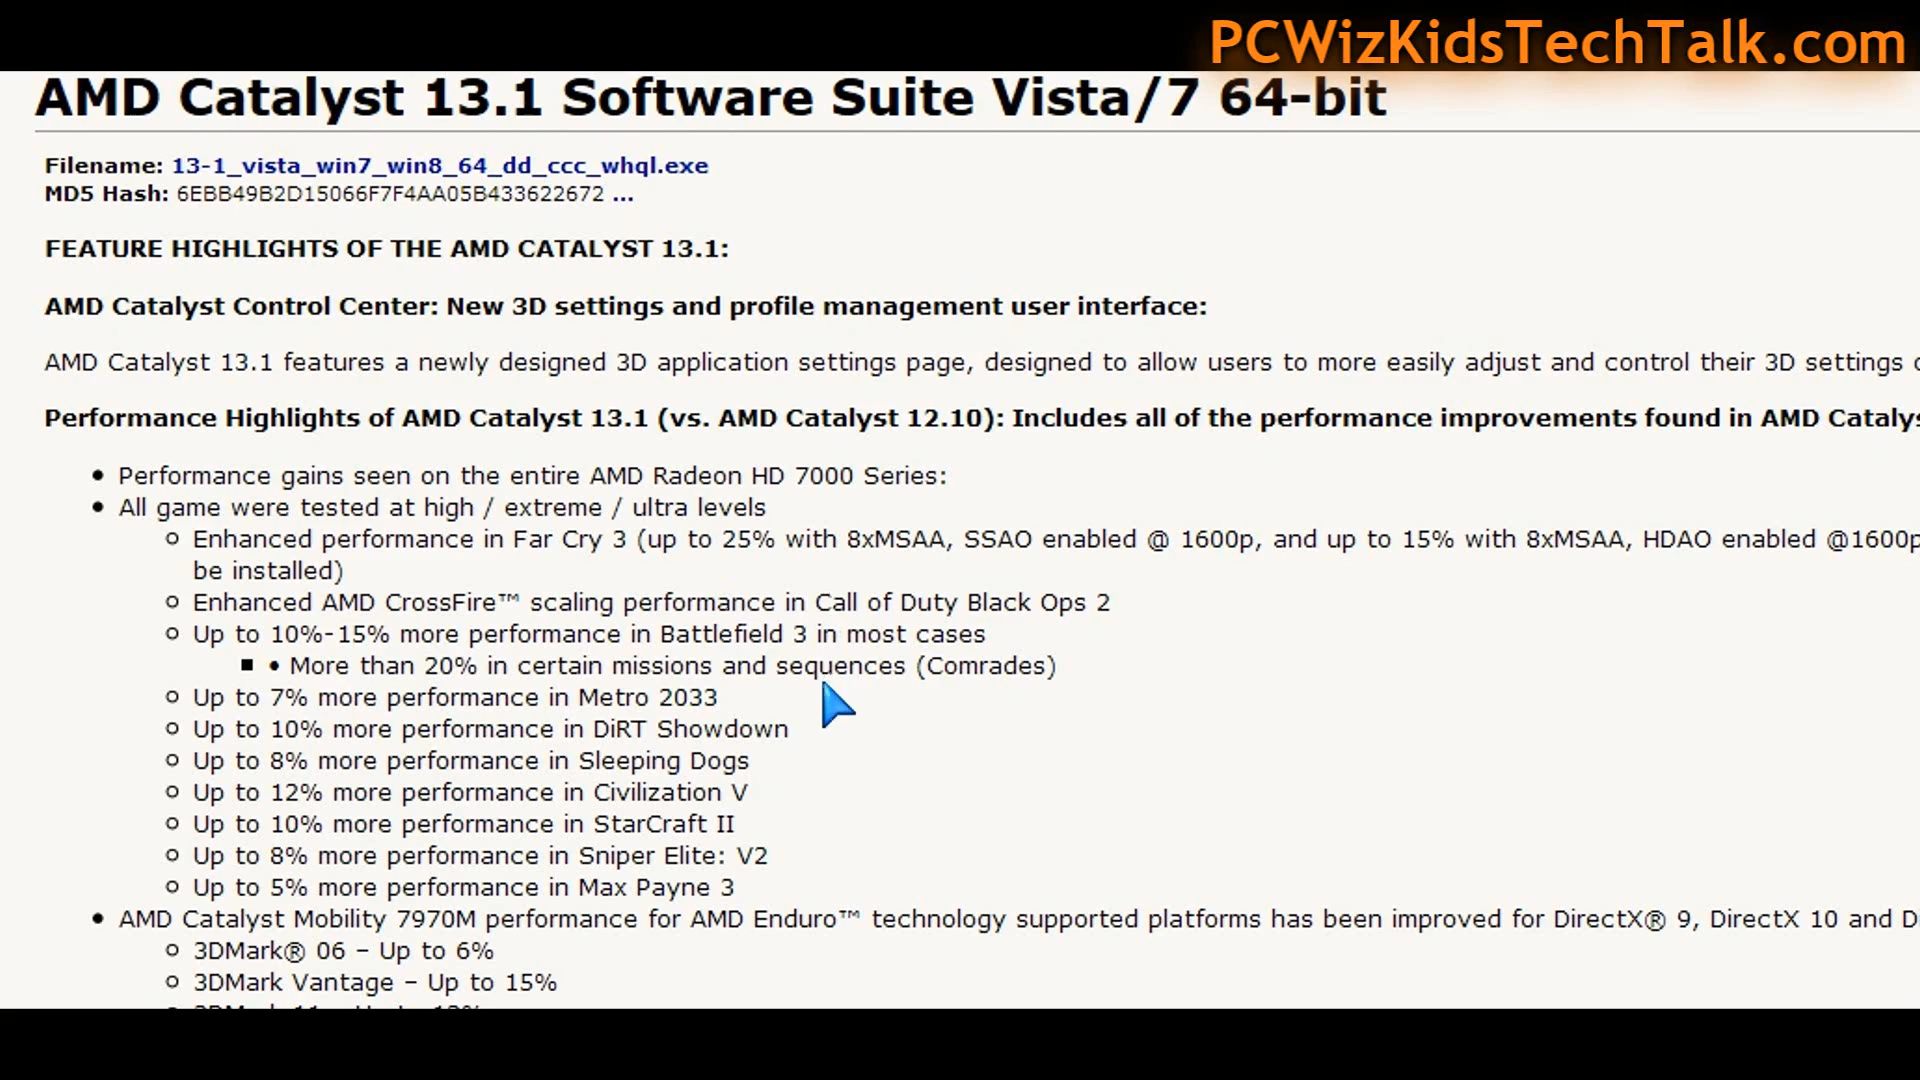 PCWizKidsTechTalk.com
AMD Catalyst 13.1 Software Suite Vista/7 64-bit
Filename: 13-1_vista_win7_win8_64_dd_ccc_whql.exe
MD5 Hash: 6EBB49B2D15066F7F4AA05B433622672 ...
FEATURE HIGHLIGHTS OF THE AMD CATALYST 13.1:
AMD Catalyst Control Center: New 3D settings and profile management user interface:
AMD Catalyst 13.1 features a newly designed 3D application settings page, designed to allow users to more easily adjust and control their 3D settings
Performance Highlights of AMD Catalyst 13.1 (vs. AMD Catalyst 12.10): Includes all of the performance improvements found in AMD Catalys
• Performance gains seen on the entire AMD Radeon HD 7000 Series:
• All game were tested at high / extreme / ultra levels
○ Enhanced performance in Far Cry 3 (up to 25% with 8xMSAA, SSAO enabled @ 1600p, and up to 15% with 8xMSAA, HDAO enabled @1600p
be installed)
○ Enhanced AMD CrossFire™ scaling performance in Call of Duty Black Ops 2
○ Up to 10%-15% more performance in Battlefield 3 in most cases
■ • More than 20% in certain missions and sequences (Comrades)
○ Up to 7% more performance in Metro 2033
○ Up to 10% more performance in DiRT Showdown
○ Up to 8% more performance in Sleeping Dogs
○ Up to 12% more performance in Civilization V
○ Up to 10% more performance in StarCraft II
○ Up to 8% more performance in Sniper Elite: V2
○ Up to 5% more performance in Max Payne 3
• AMD Catalyst Mobility 7970M performance for AMD Enduro™ technology supported platforms has been improved for DirectX® 9, DirectX 10 and D
○ 3DMark® 06 – Up to 6%
○ 3DMark Vantage – Up to 15%